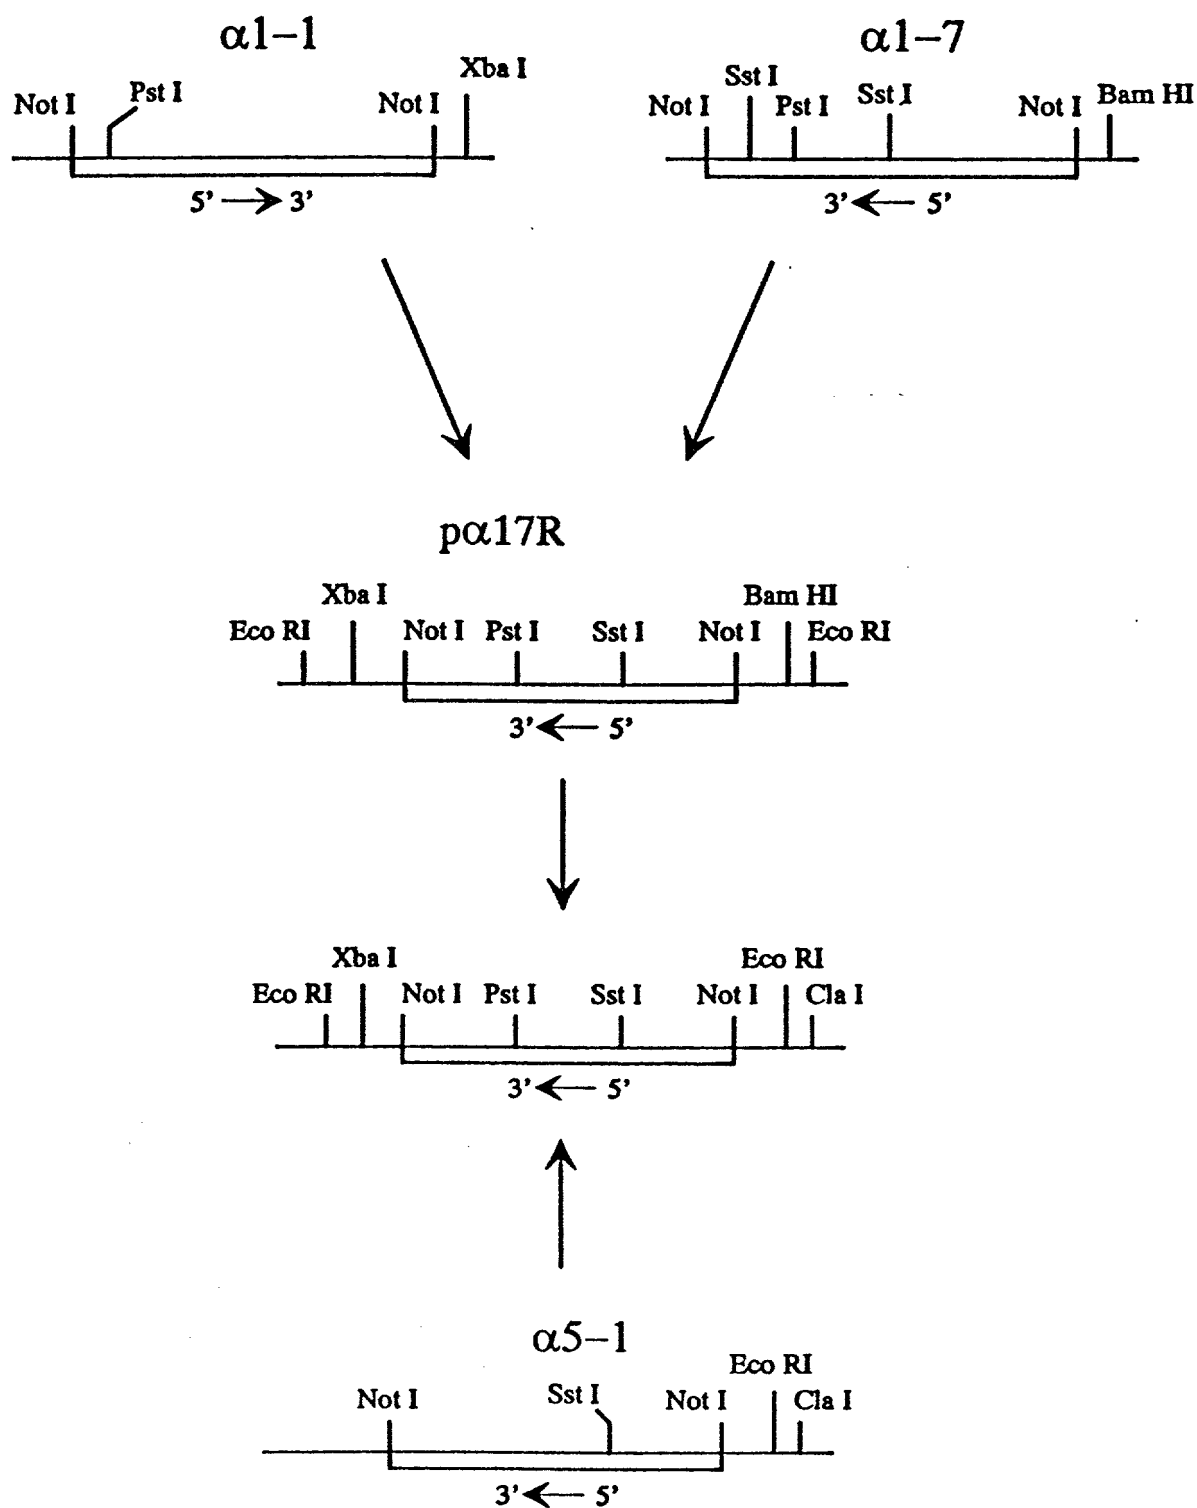 α1–1
α1–7
Xba I
Pst I
Not I
Not I
Sst I
Sst I
Bam HI
Not I
Pst I
Not I
5' 3'
3' 5'
pα17R
Xba I
Bam HI
Eco RI
Not I
Pst I
Sst I
Not I
Eco RI
3' 5'
Xba I
Eco RI
Eco RI
Not I
Pst I
Sst I
Not I
Cla I
3' 5'
α5–1
Eco RI
Not I
Sst I
Not I
Cla I
3' 5'